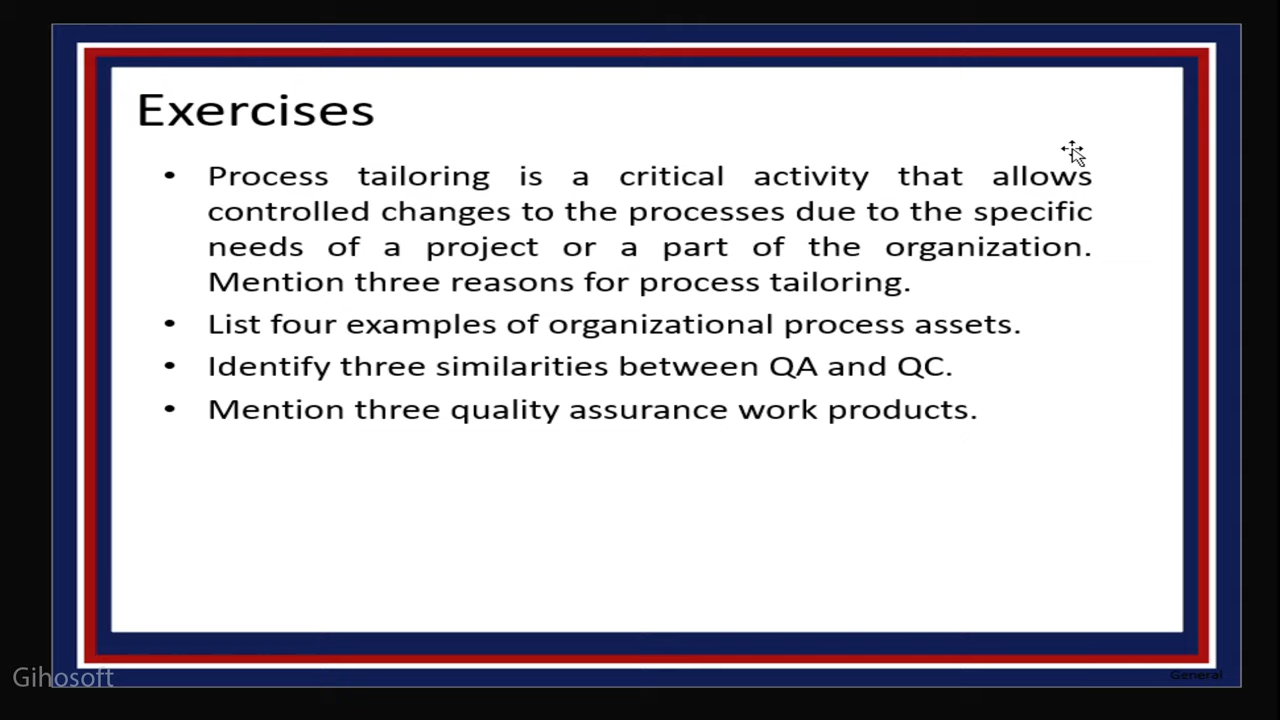 Exercises
• Process tailoring is a critical activity that allows
controlled changes to the processes due to the specific
needs of a project or a part of the organization.
Mention three reasons for process tailoring.
• List four examples of organizational process assets.
• Identify three similarities between QA and QC.
• Mention three quality assurance work products.
Gihosoft
General